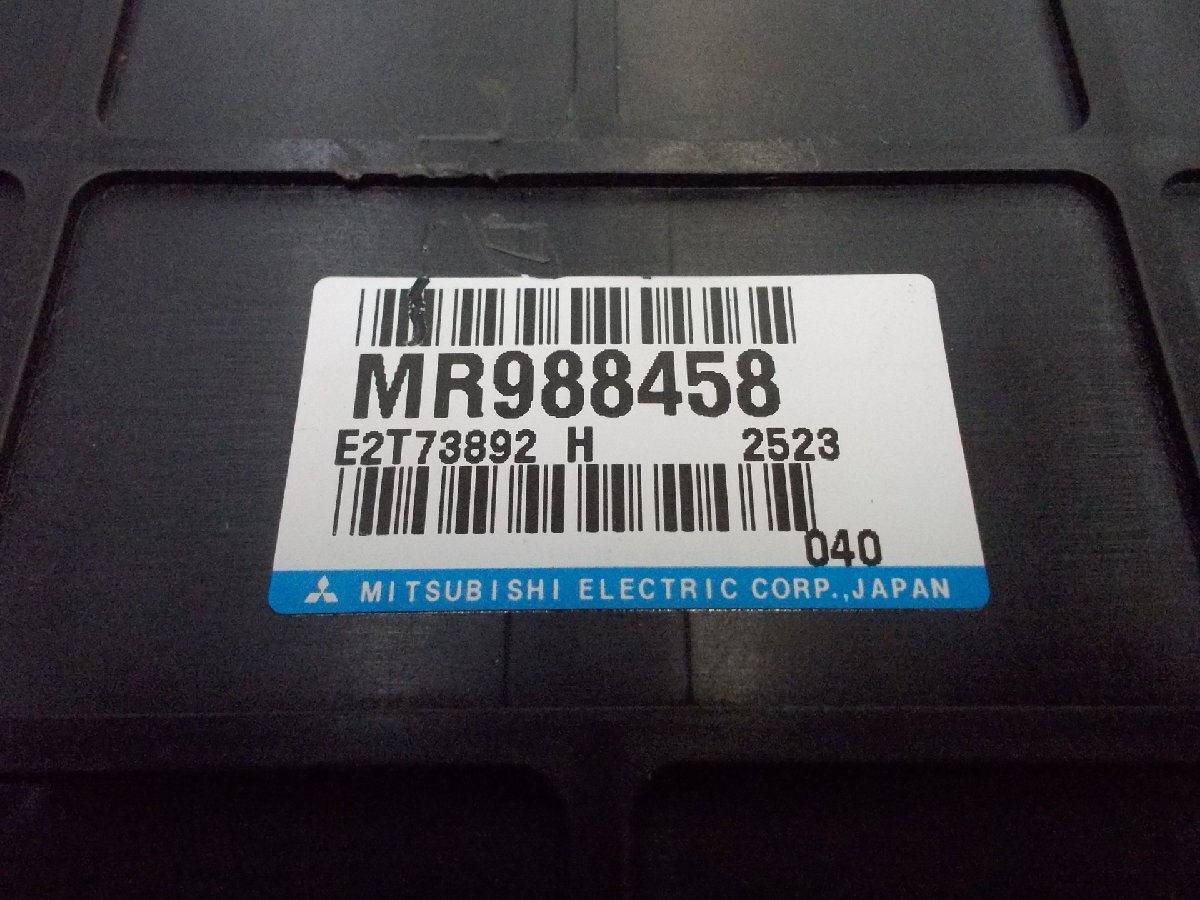 MR988458
E2T73892 H 2523
040
MITSUBISHI ELECTRIC CORP.,JAPAN